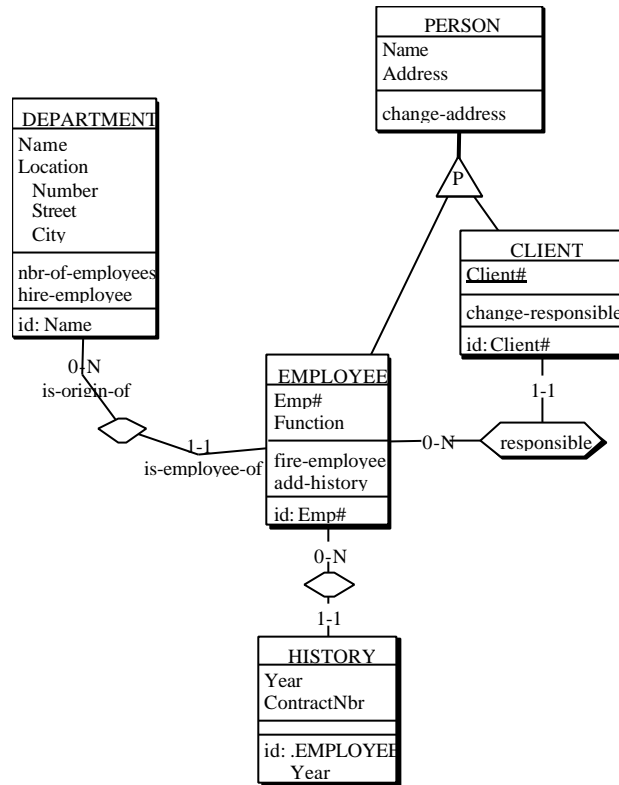 PERSON
Name
Address
change-address
P
DEPARTMENT
Name
Location
Number
Street
City
nbr-of-employees
hire-employee
id: Name
0-N
is-origin-of
1-1
is-employee-of
CLIENT
Client#
change-responsible
id: Client#
1-1
responsible
0-N
EMPLOYEE
Emp#
Function
fire-employee
add-history
id: Emp#
0-N
1-1
HISTORY
Year
ContractNbr
id: .EMPLOYEE
Year